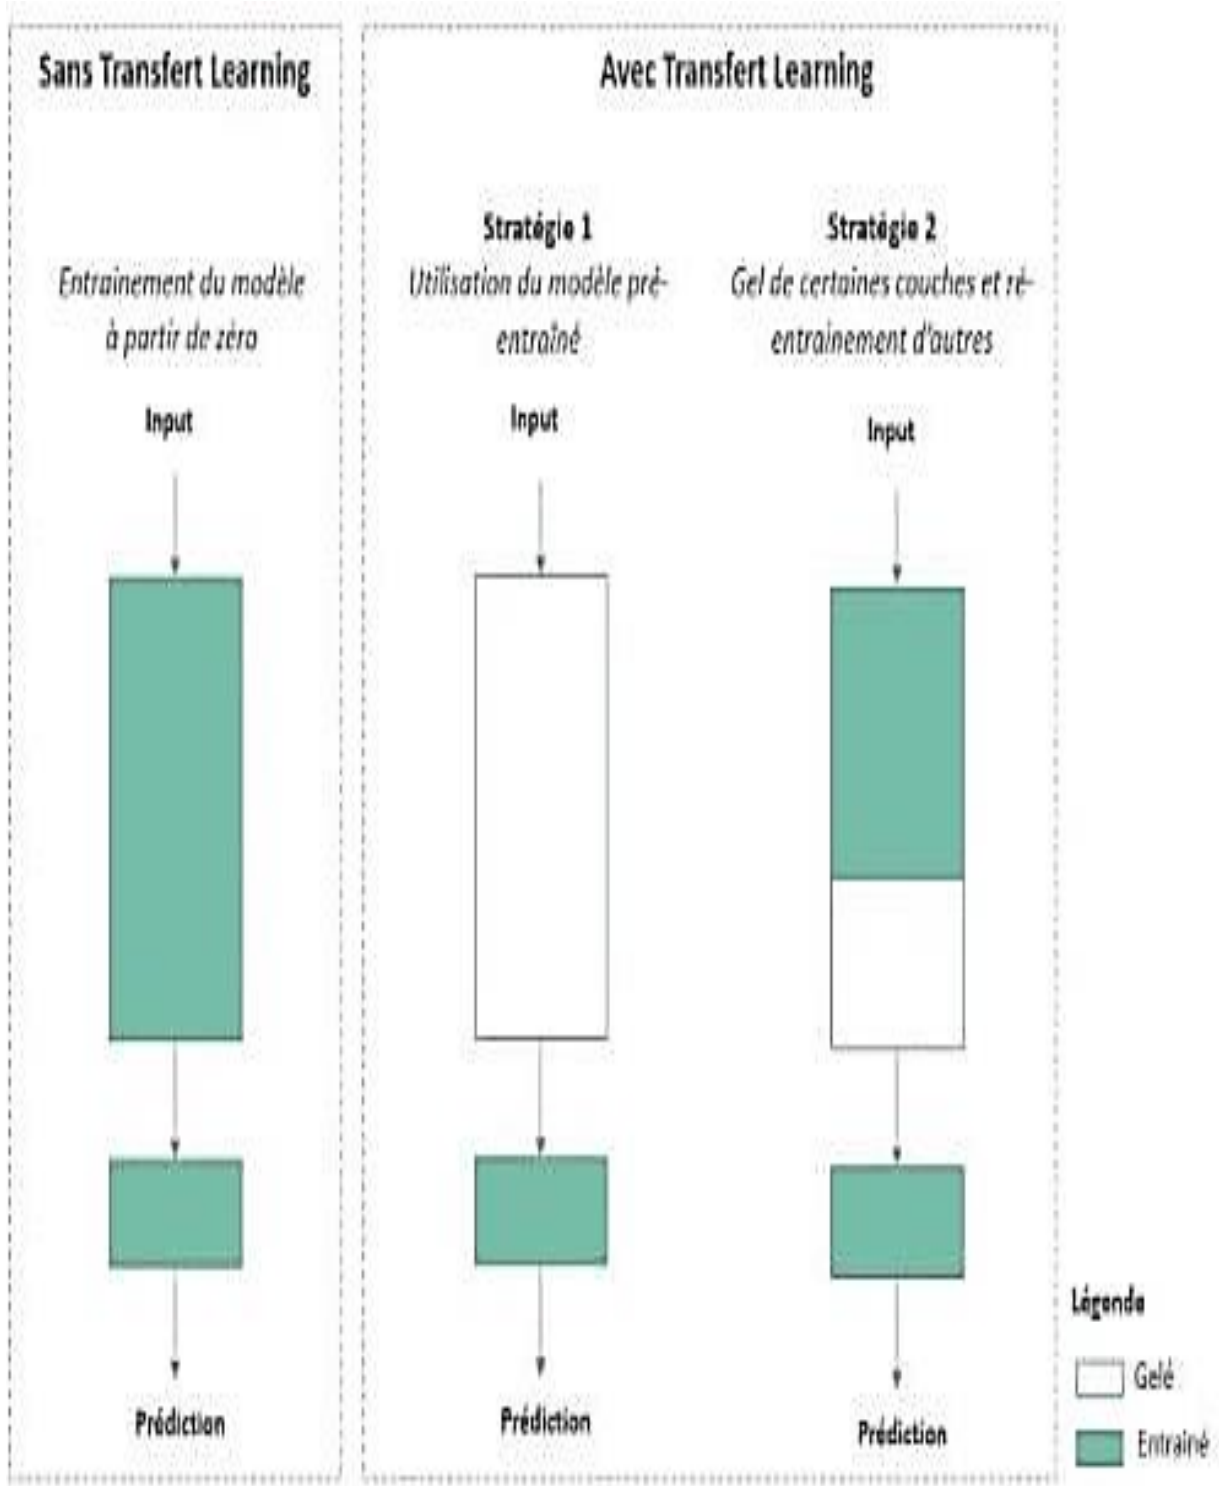 Sans Transfert Learning
Entrainement du modèle
à partir de zéro
Input
Prédiction
Avec Transfert Learning
Stratégie 1
Utilisation du modèle pré-
entraîné
Input
Prédiction
Stratégie 2
Gel de certaines couches et ré-
entrainement d'autres
Input
Prédiction
Légende
Gelé
Entrainé